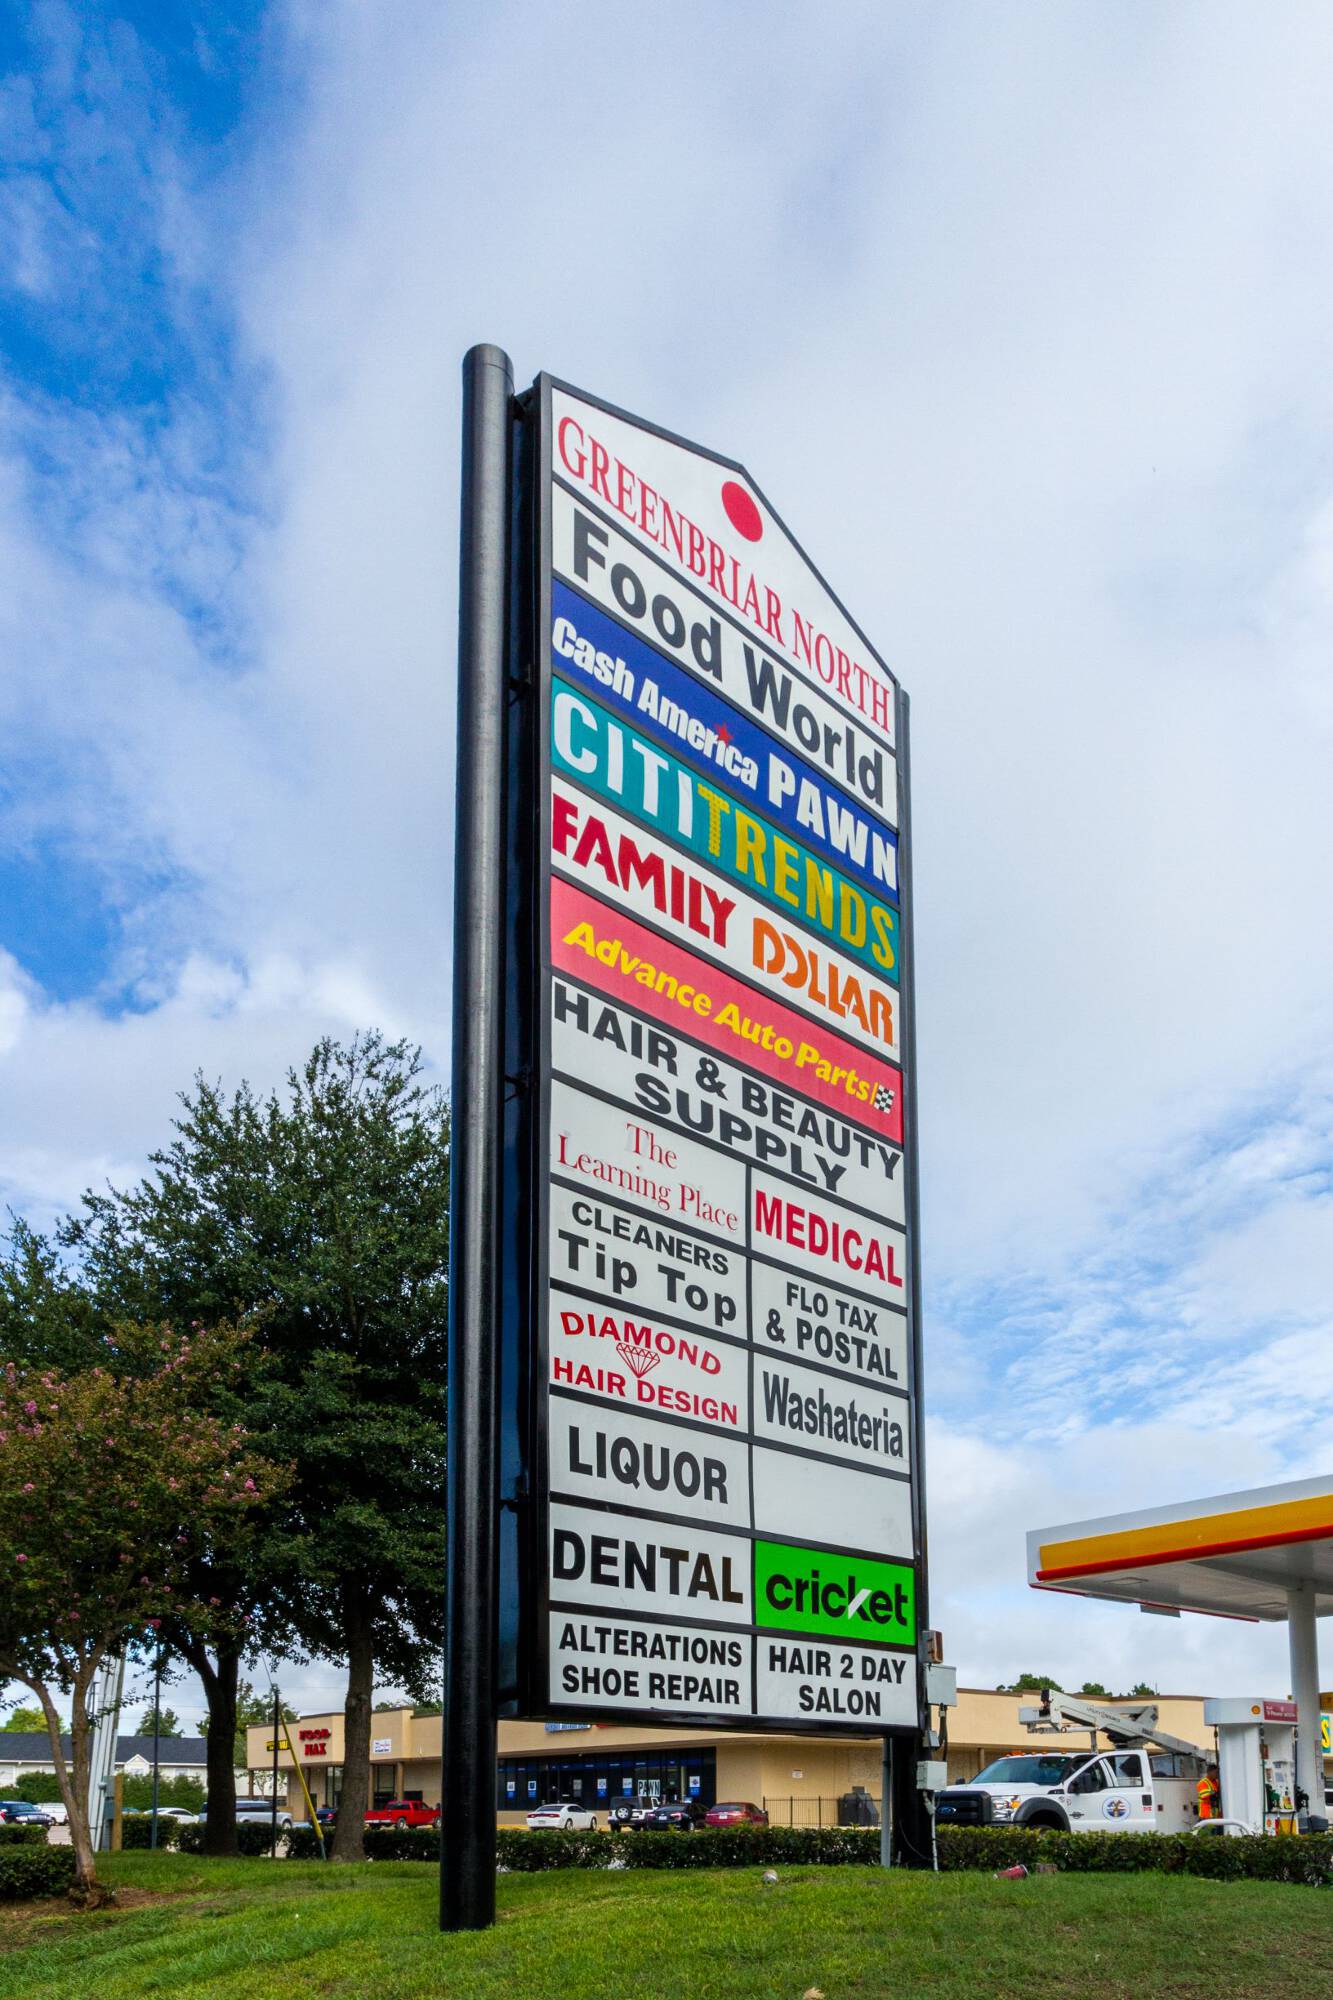 GREENBRIAR NORTH
Food World
Cash America PAWN
CITITRENDS
FAMILY DOLLAR
Advance Auto Parts
HAIR & BEAUTY
SUPPLY
The
Learning Place
MEDICAL
CLEANERS
Tip Top
FLO TAX
& POSTAL
DIAMOND
HAIR DESIGN
Washateria
LIQUOR
DENTAL
cricket
ALTERATIONS
SHOE REPAIR
HAIR 2 DAY
SALON
FOOD
MAX
PAWN